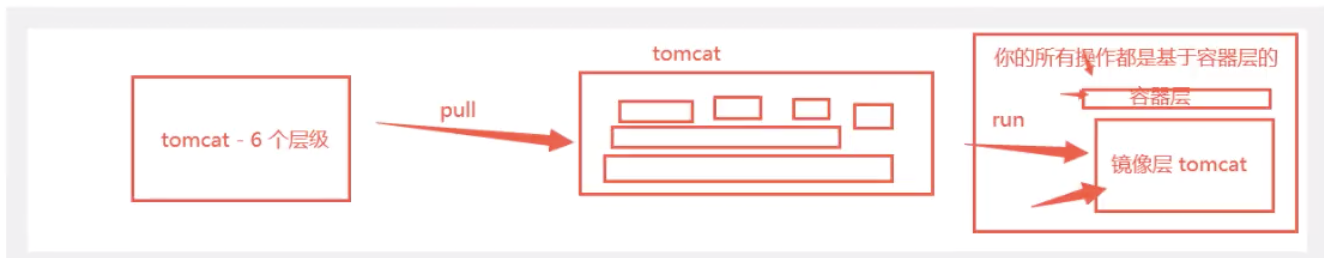 tomcat - 6 个层级
pull
tomcat
run
你的所有操作都是基于容器层的
容器层
镜像层 tomcat